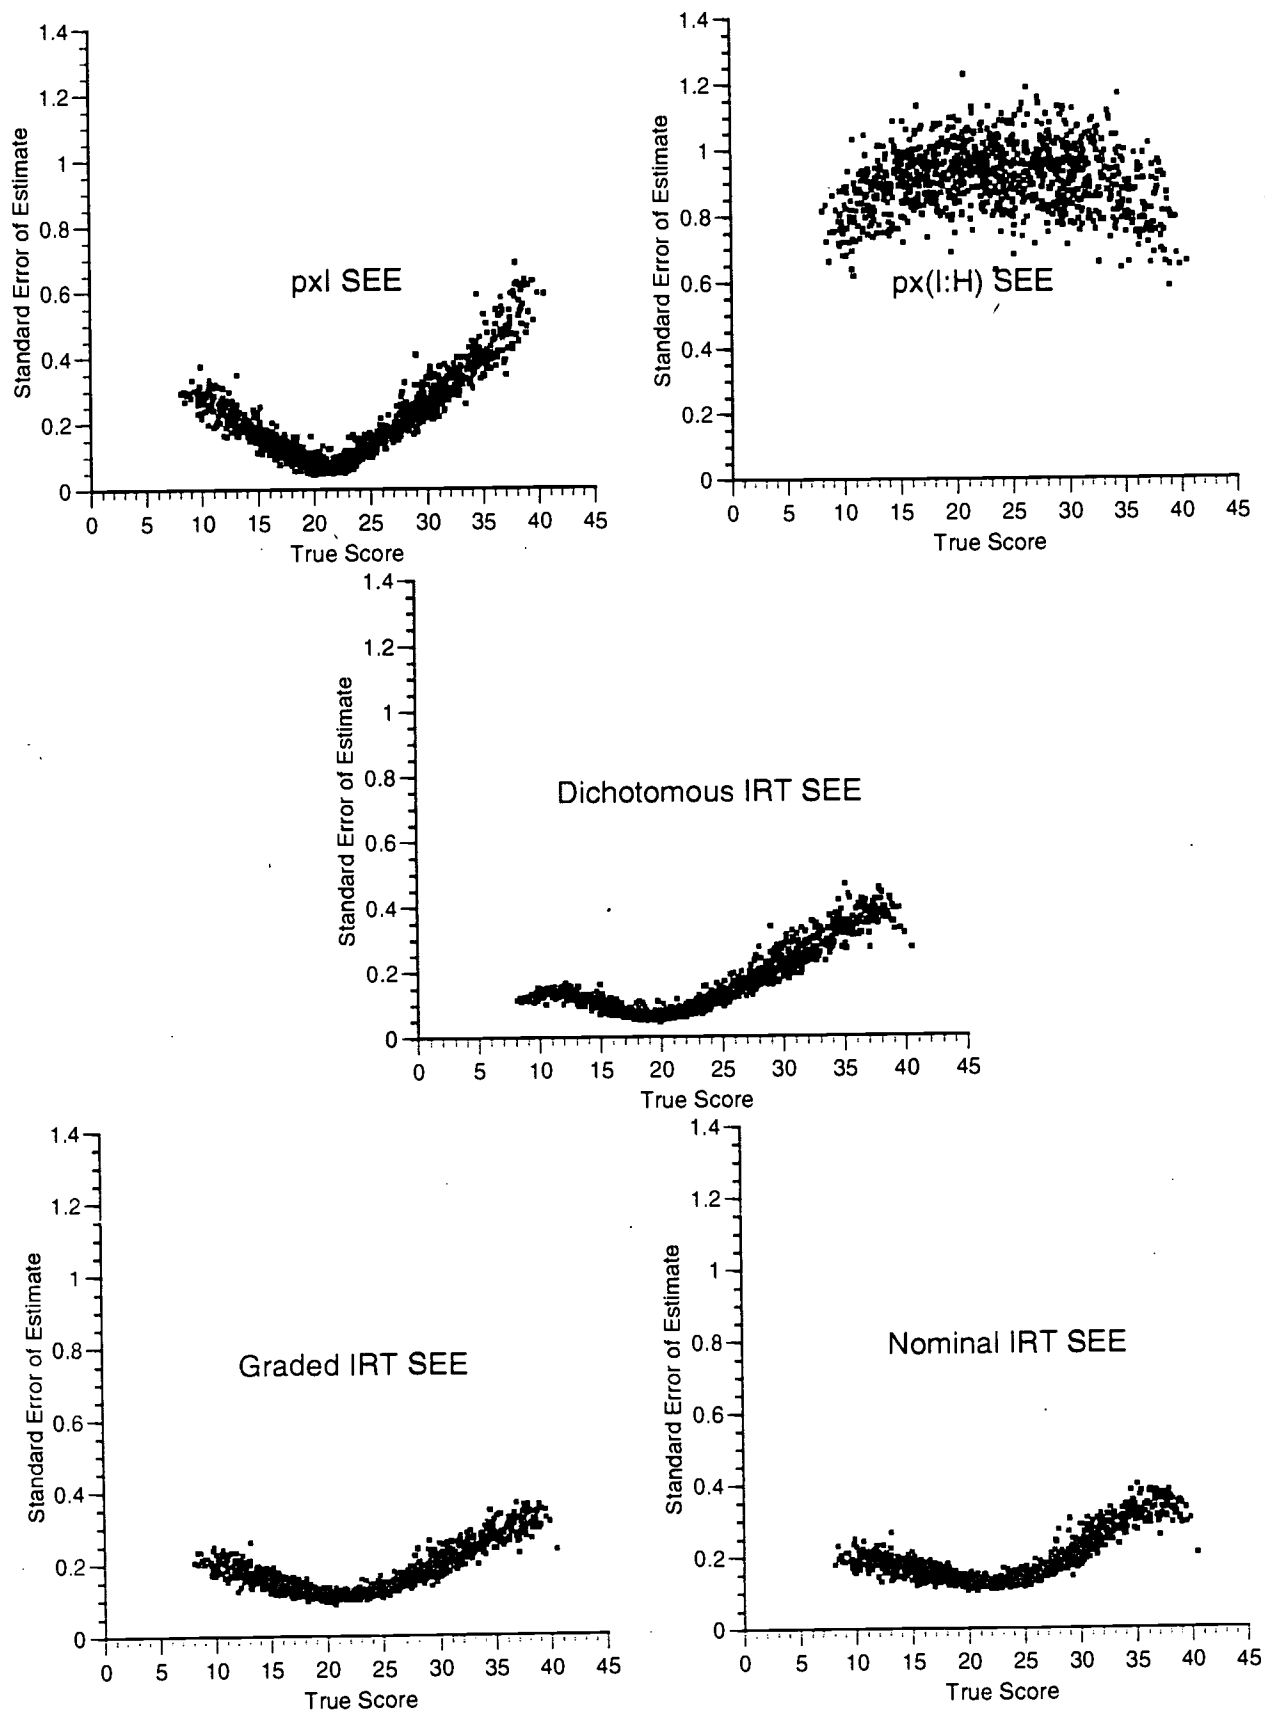 1.4
1.2
1
0.8
0.6
0.4
0.2
0
Standard Error of Estimate
pxI SEE
0 5 10 15 20 25 30 35 40 45
True Score
1.4
1.2
1
0.8
0.6
0.4
0.2
0
Standard Error of Estimate
px(I:H) SEE
0 5 10 15 20 25 30 35 40 45
True Score
1.4
1.2
1
0.8
0.6
0.4
0.2
0
Standard Error of Estimate
Dichotomous IRT SEE
0 5 10 15 20 25 30 35 40 45
True Score
1.4
1.2
1
0.8
0.6
0.4
0.2
0
Standard Error of Estimate
Graded IRT SEE
0 5 10 15 20 25 30 35 40 45
True Score
1.4
1.2
1
0.8
0.6
0.4
0.2
0
Standard Error of Estimate
Nominal IRT SEE
0 5 10 15 20 25 30 35 40 45
True Score